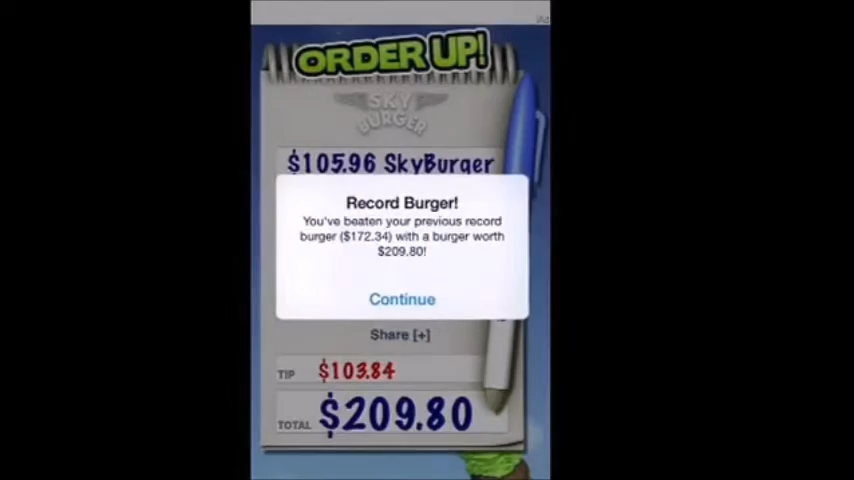 ORDER UP!
SKY
BURGER
$105.96 SkyBurger
Record Burger!
You've beaten your previous record
burger ($172.34) with a burger worth
$209.80!
Continue
Share [+]
TIP $103.84
TOTAL $209.80